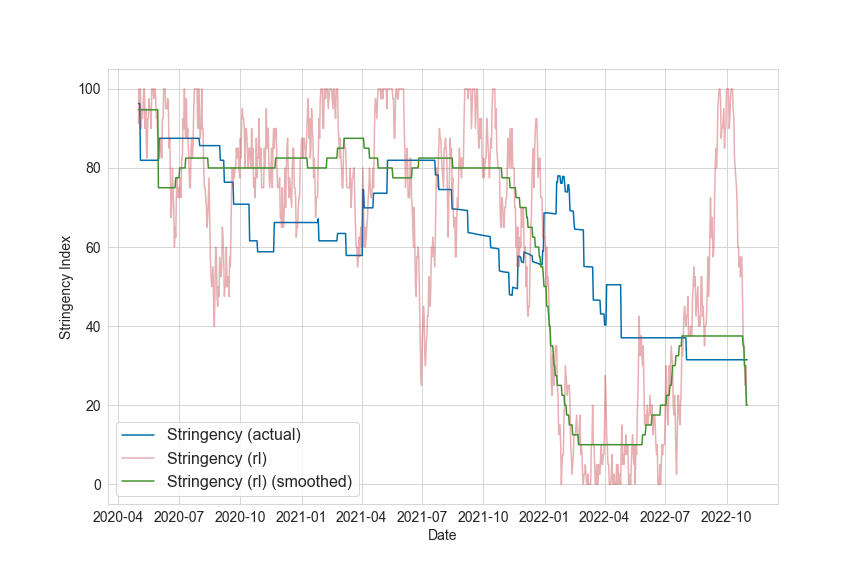 100
80
60
40
20
0
Stringency Index
Stringency (actual)
Stringency (rl)
Stringency (rl) (smoothed)
2020-04 2020-07 2020-10 2021-01 2021-04 2021-07 2021-10 2022-01 2022-04 2022-07 2022-10
Date